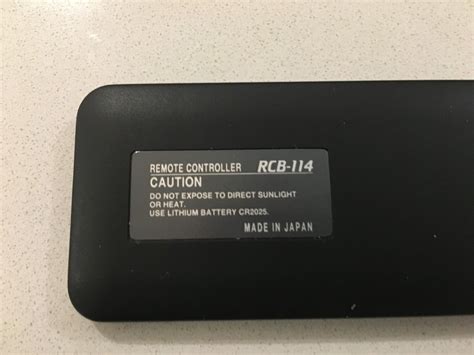 REMOTE CONTROLLER RCB-114
CAUTION
DO NOT EXPOSE TO DIRECT SUNLIGHT
OR HEAT.
USE LITHIUM BATTERY CR2025.
MADE IN JAPAN